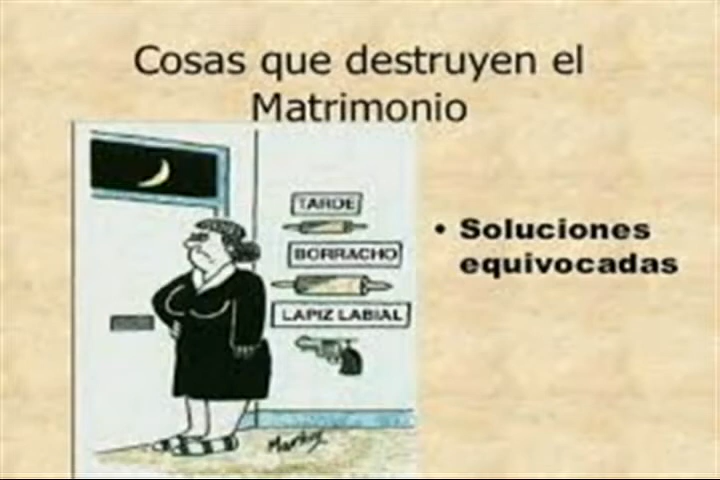 Cosas que destruyen el
Matrimonio
TARDE
BORRACHO
LAPIZ LABIAL
• Soluciones
equivocadas